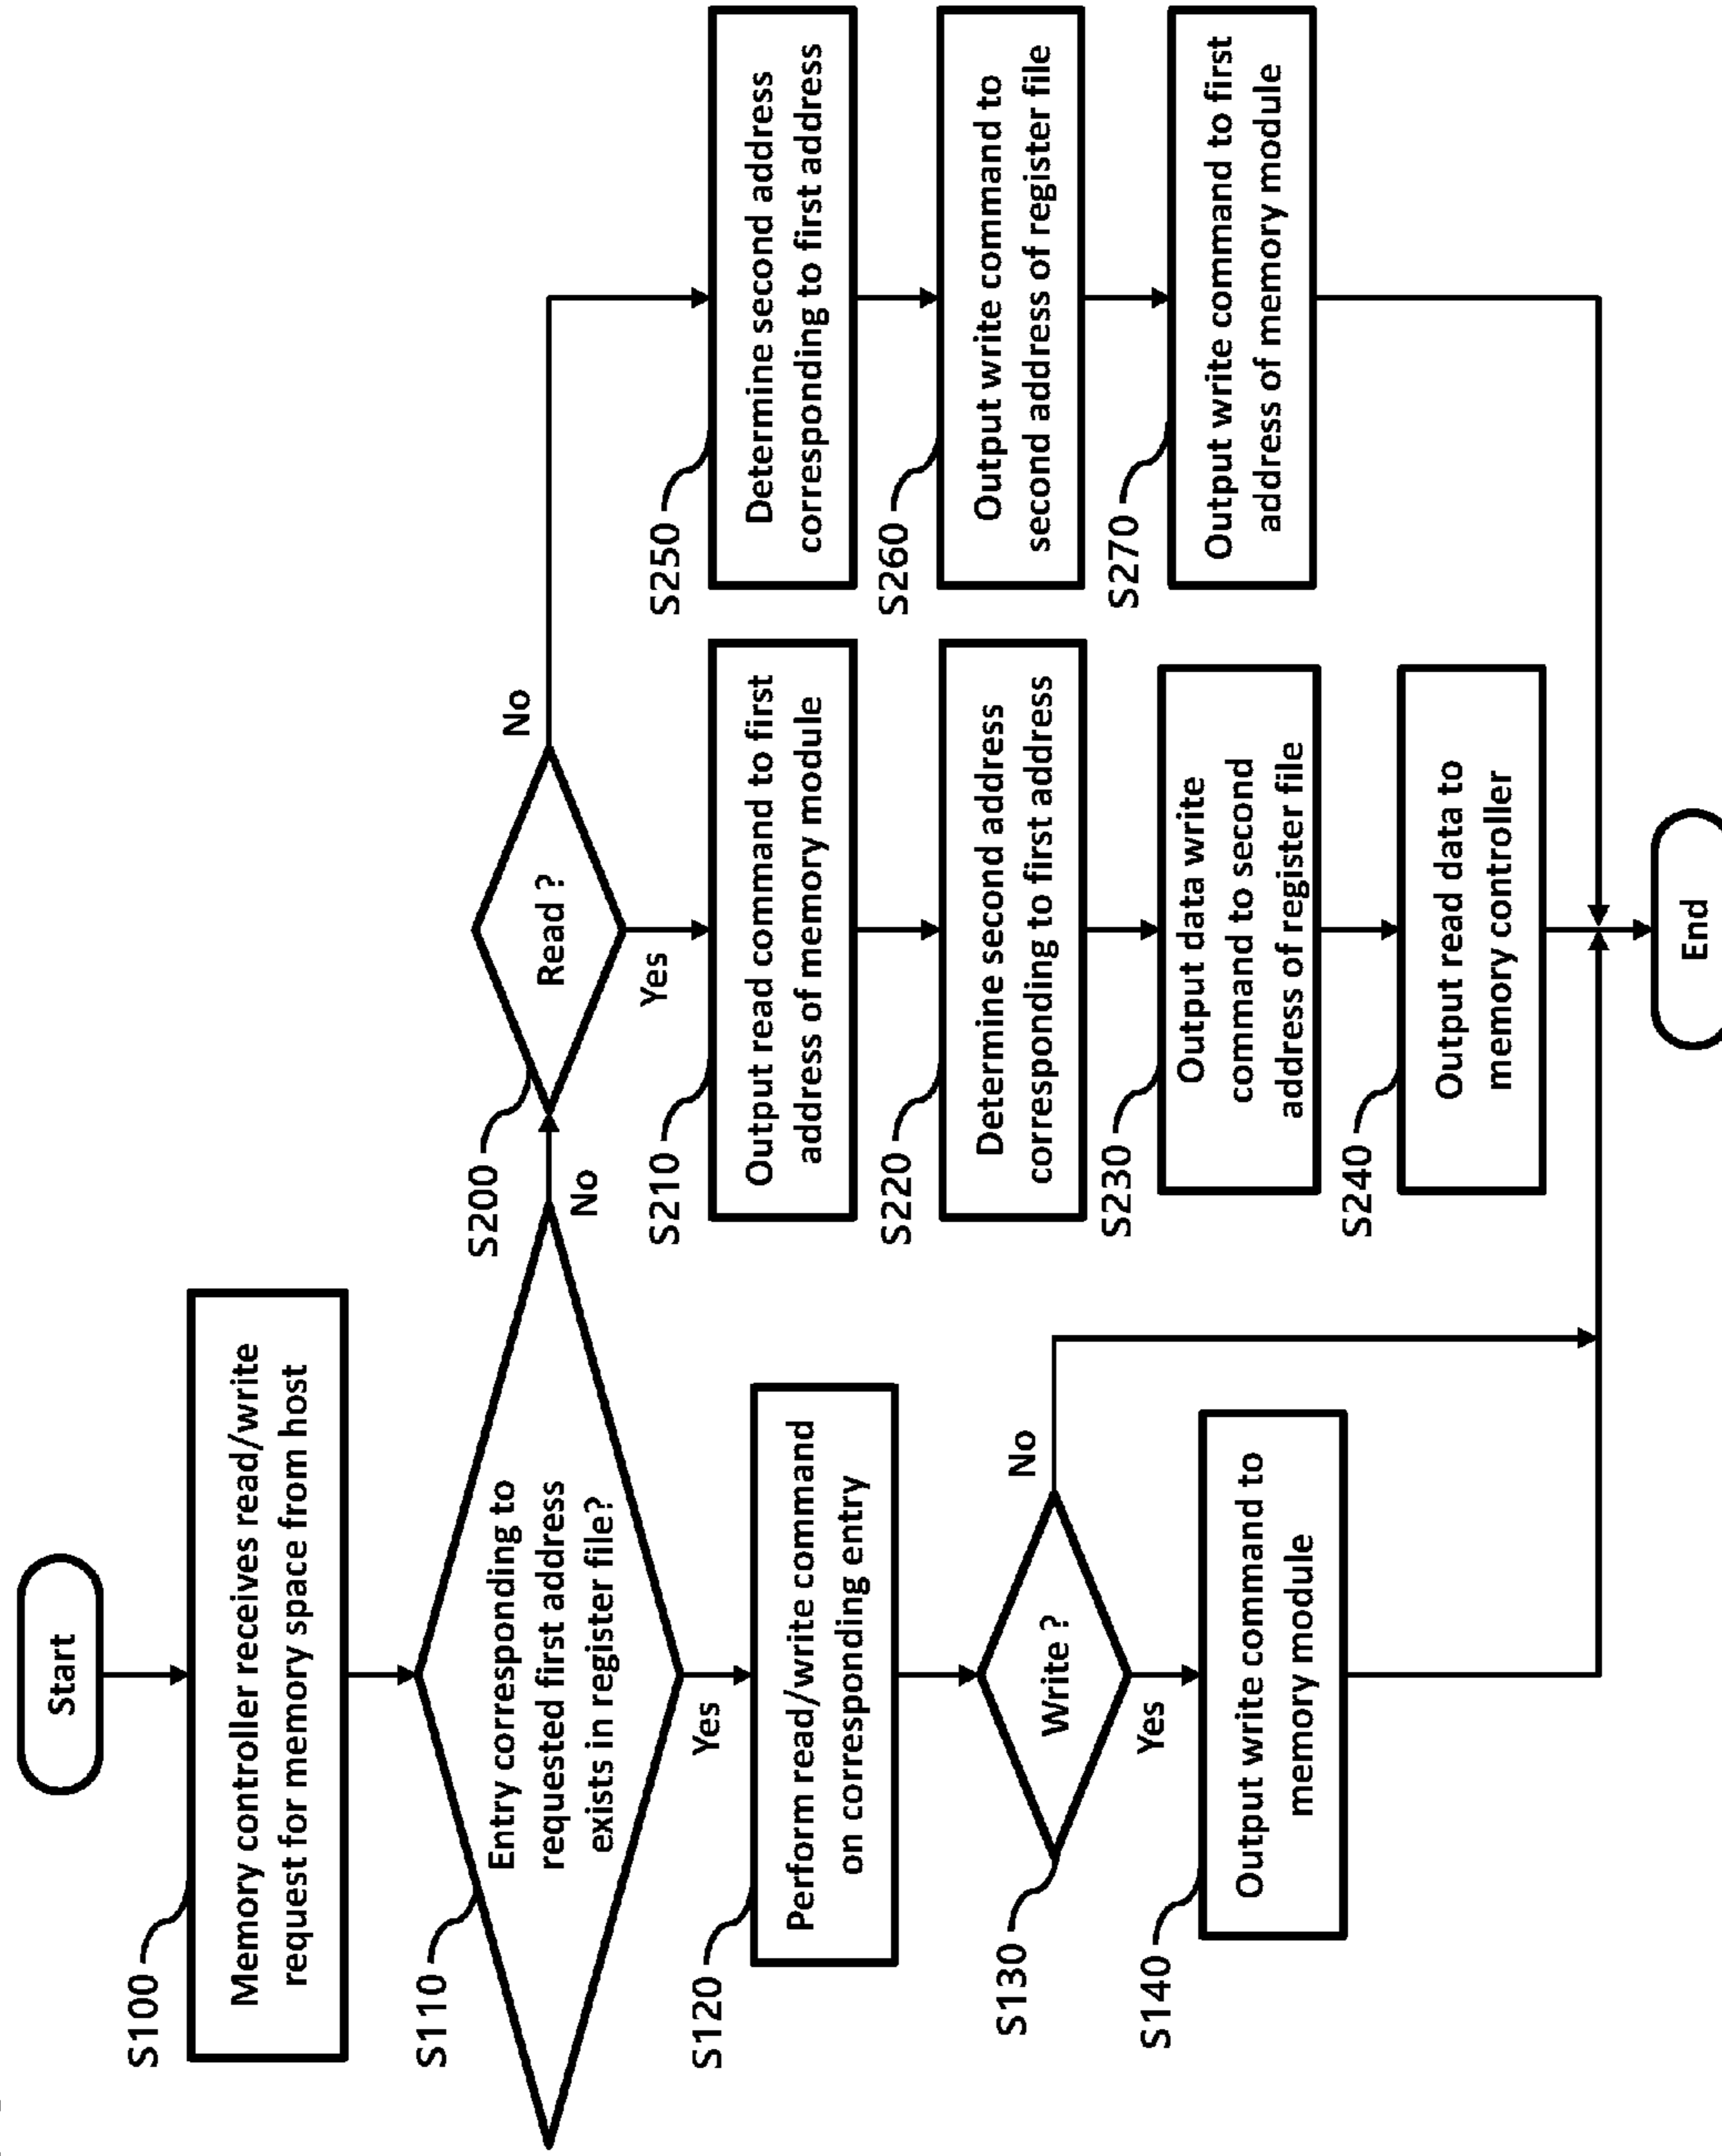 Start
S100
Memory controller receives read/write
request for memory space from host
S110
Entry corresponding to
requested first address
exists in register file?
No
Yes
S120
Perform read/write command
on corresponding entry
S130
Write ?
No
Yes
S140
Output write command to
memory module
S200
Read ?
No
Yes
S210
Output read command to first
address of memory module
S220
Determine second address
corresponding to first address
S230
Output data write
command to second
address of register file
S240
Output read data to
memory controller
S250
Determine second address
corresponding to first address
S260
Output write command to
second address of register file
S270
Output write command to first
address of memory module
End